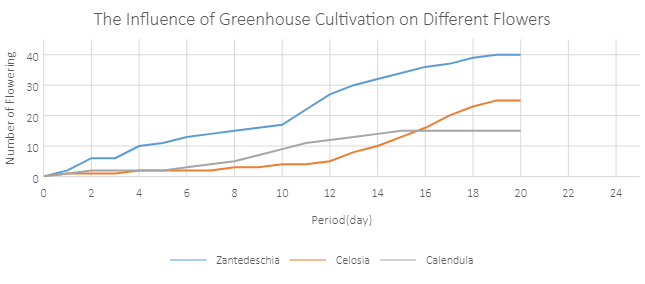 The Influence of Greenhouse Cultivation on Different Flowers
Number of Flowering
40
30
20
10
0
0 2 4 6 8 10 12 14 16 18 20 22 24
Period(day)
Zantedeschia Celosia Calendula